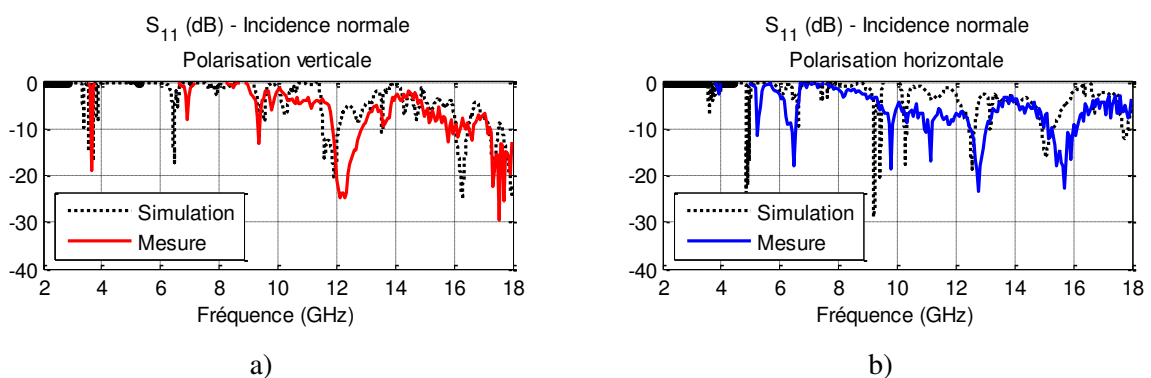 S11 (dB) - Incidence normale
Polarisation verticale
0
-10
-20
-30
-40
Simulation
Mesure
2 4 6 8 10 12 14 16 18
Fréquence (GHz)
a)
S11 (dB) - Incidence normale
Polarisation horizontale
0
-10
-20
-30
-40
Simulation
Mesure
2 4 6 8 10 12 14 16 18
Fréquence (GHz)
b)